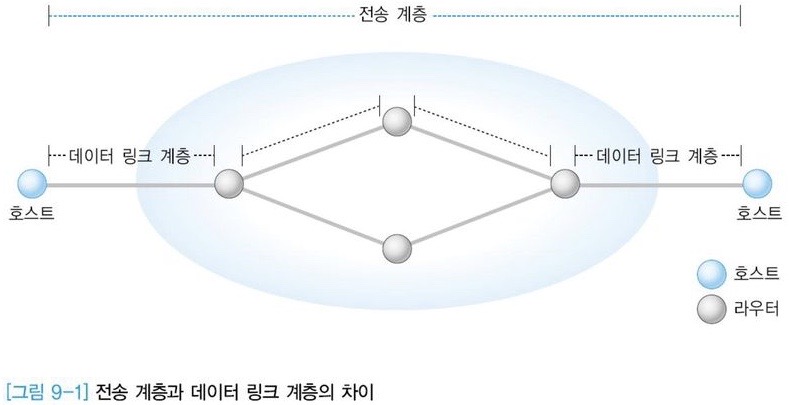 전송 계층
데이터 링크 계층
데이터 링크 계층
호스트
호스트
호스트
라우터
[그림 9-1] 전송 계층과 데이터 링크 계층의 차이